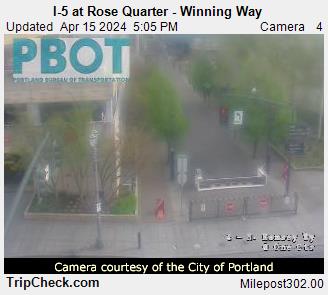 I-5 at Rose Quarter - Winning Way
Updated Apr 15 2024 5:05 PM Camera 4
PBOT
PORTLAND BUREAU OF TRANSPORTATION
Camera courtesy of the City of Portland
TripCheck.com Milepost302.00